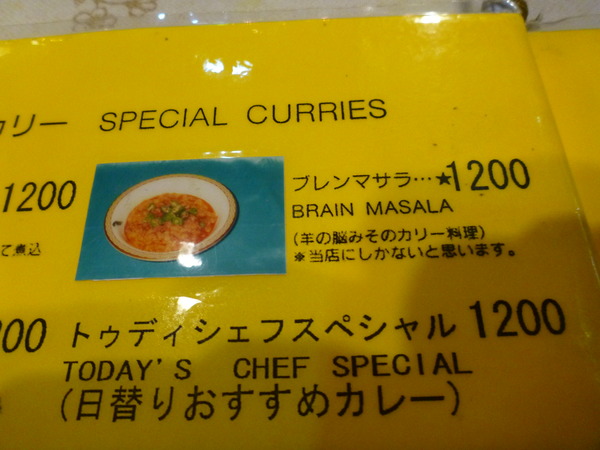 カリー SPECIAL CURRIES
1200
ブレンマサラ…★1200
BRAIN MASALA
(羊の脳みそのカリー料理)
※当店にしかないと思います。
て煮込
00
トゥディシェフスペシャル 1200
TODAY'S CHEF SPECIAL
(日替りおすすめカレー)